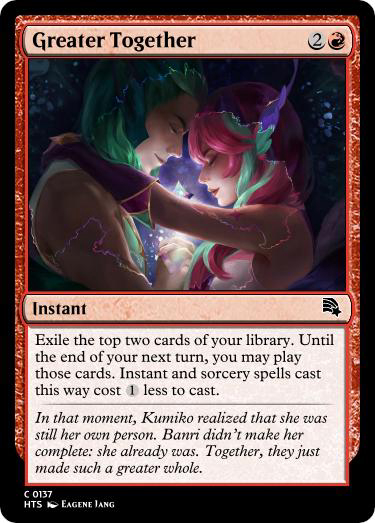 Greater Together 2
Instant
Exile the top two cards of your library. Until
the end of your next turn, you may play
those cards. Instant and sorcery spells cast
this way cost 1 less to cast.
In that moment, Kumiko realized that she was
still her own person. Banri didn't make her
complete: she already was. Together, they just
made such a greater whole.
C 0137
HTS Eagene Jang